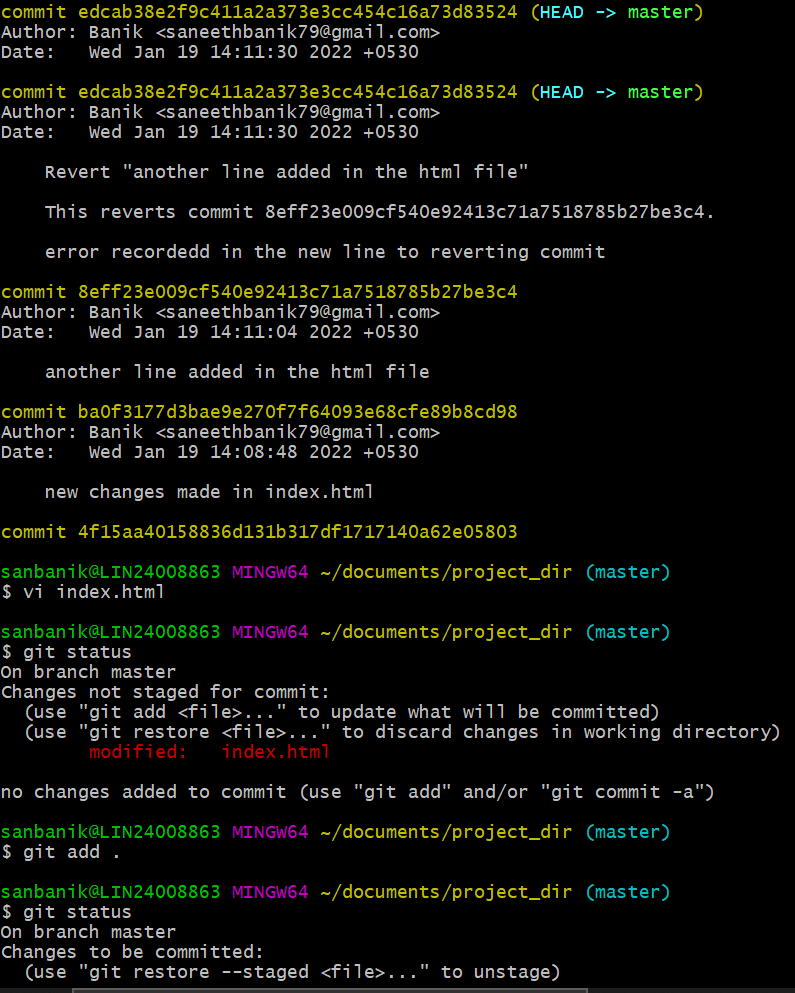 commit edcab38e2f9c411a2a373e3cc454c16a73d83524 (HEAD -> master)
Author: Banik <saneethbanik79@gmail.com>
Date:   Wed Jan 19 14:11:30 2022 +0530
commit edcab38e2f9c411a2a373e3cc454c16a73d83524 (HEAD -> master)
Author: Banik <saneethbanik79@gmail.com>
Date:   Wed Jan 19 14:11:30 2022 +0530
    Revert "another line added in the html file"
    This reverts commit 8eff23e009cf540e92413c71a7518785b27be3c4.
    error recordedd in the new line to reverting commit
commit 8eff23e009cf540e92413c71a7518785b27be3c4
Author: Banik <saneethbanik79@gmail.com>
Date:   Wed Jan 19 14:11:04 2022 +0530
    another line added in the html file
commit ba0f3177d3bae9e270f7f64093e68cfe89b8cd98
Author: Banik <saneethbanik79@gmail.com>
Date:   Wed Jan 19 14:08:48 2022 +0530
    new changes made in index.html
commit 4f15aa40158836d131b317df1717140a62e05803
sanbanik@LIN24008863 MINGW64 ~/documents/project_dir (master)
$ vi index.html
sanbanik@LIN24008863 MINGW64 ~/documents/project_dir (master)
$ git status
On branch master
Changes not staged for commit:
  (use "git add <file>..." to update what will be committed)
  (use "git restore <file>..." to discard changes in working directory)
        modified:   index.html
no changes added to commit (use "git add" and/or "git commit -a")
sanbanik@LIN24008863 MINGW64 ~/documents/project_dir (master)
$ git add .
sanbanik@LIN24008863 MINGW64 ~/documents/project_dir (master)
$ git status
On branch master
Changes to be committed:
  (use "git restore --staged <file>..." to unstage)